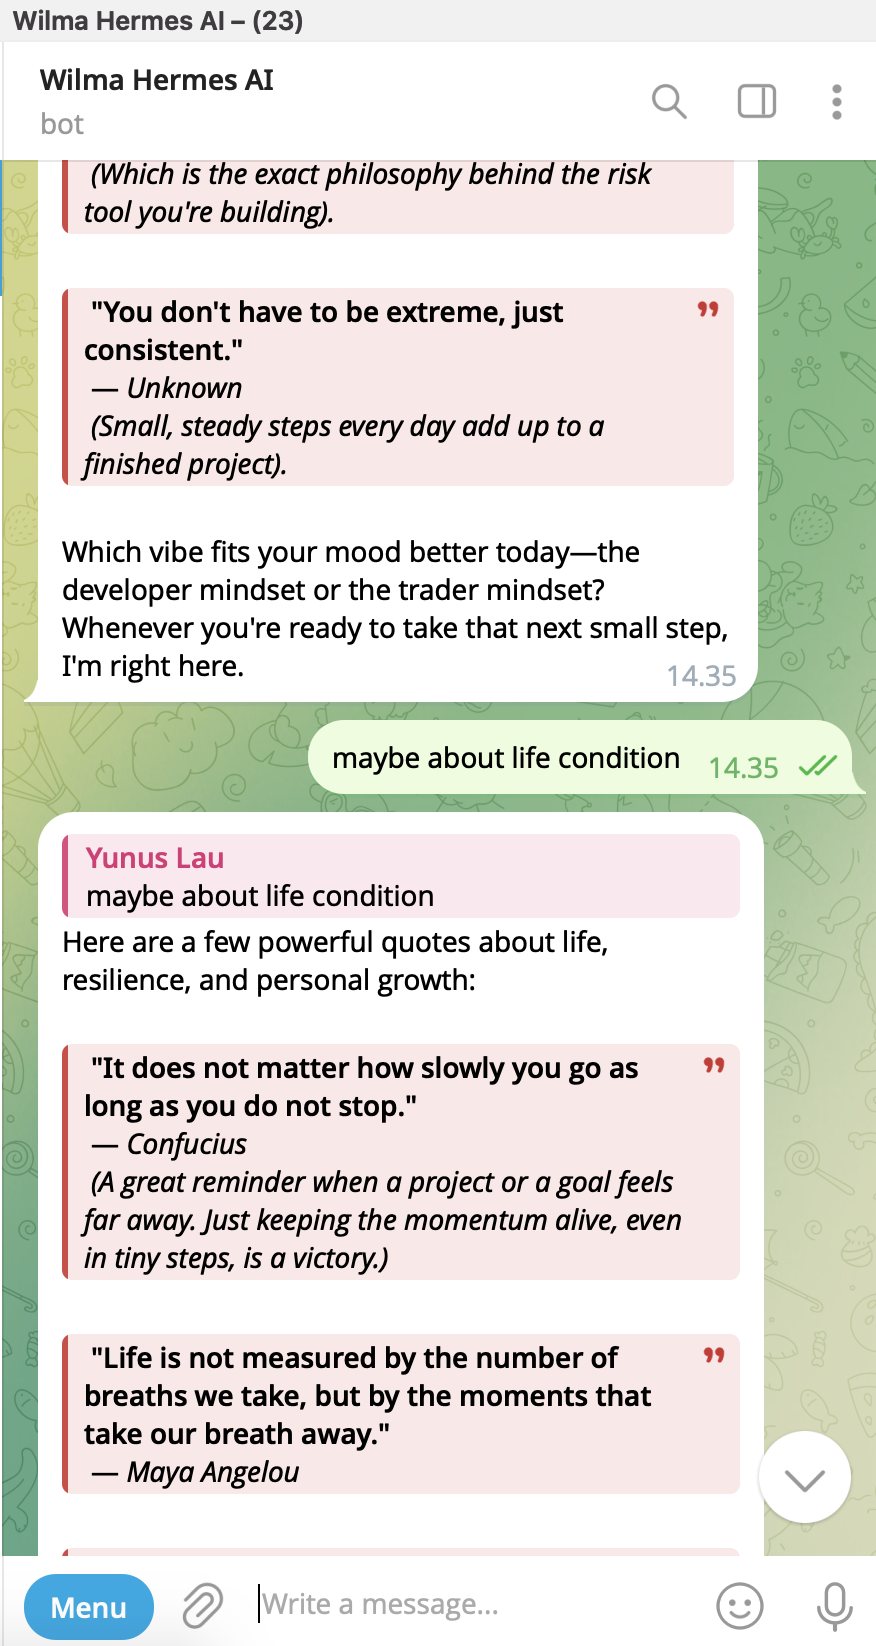 Wilma Hermes AI – (23)
Wilma Hermes AI
bot
(Which is the exact philosophy behind the risk
tool you're building).
"You don't have to be extreme, just
consistent."
— Unknown
(Small, steady steps every day add up to a
finished project).
Which vibe fits your mood better today—the
developer mindset or the trader mindset?
Whenever you're ready to take that next small step,
I'm right here.
14.35
maybe about life condition
14.35
Yunus Lau
maybe about life condition
Here are a few powerful quotes about life,
resilience, and personal growth:
"It does not matter how slowly you go as
long as you do not stop."
— Confucius
(A great reminder when a project or a goal feels
far away. Just keeping the momentum alive, even
in tiny steps, is a victory.)
"Life is not measured by the number of
breaths we take, but by the moments that
take our breath away."
— Maya Angelou
Menu
Write a message...